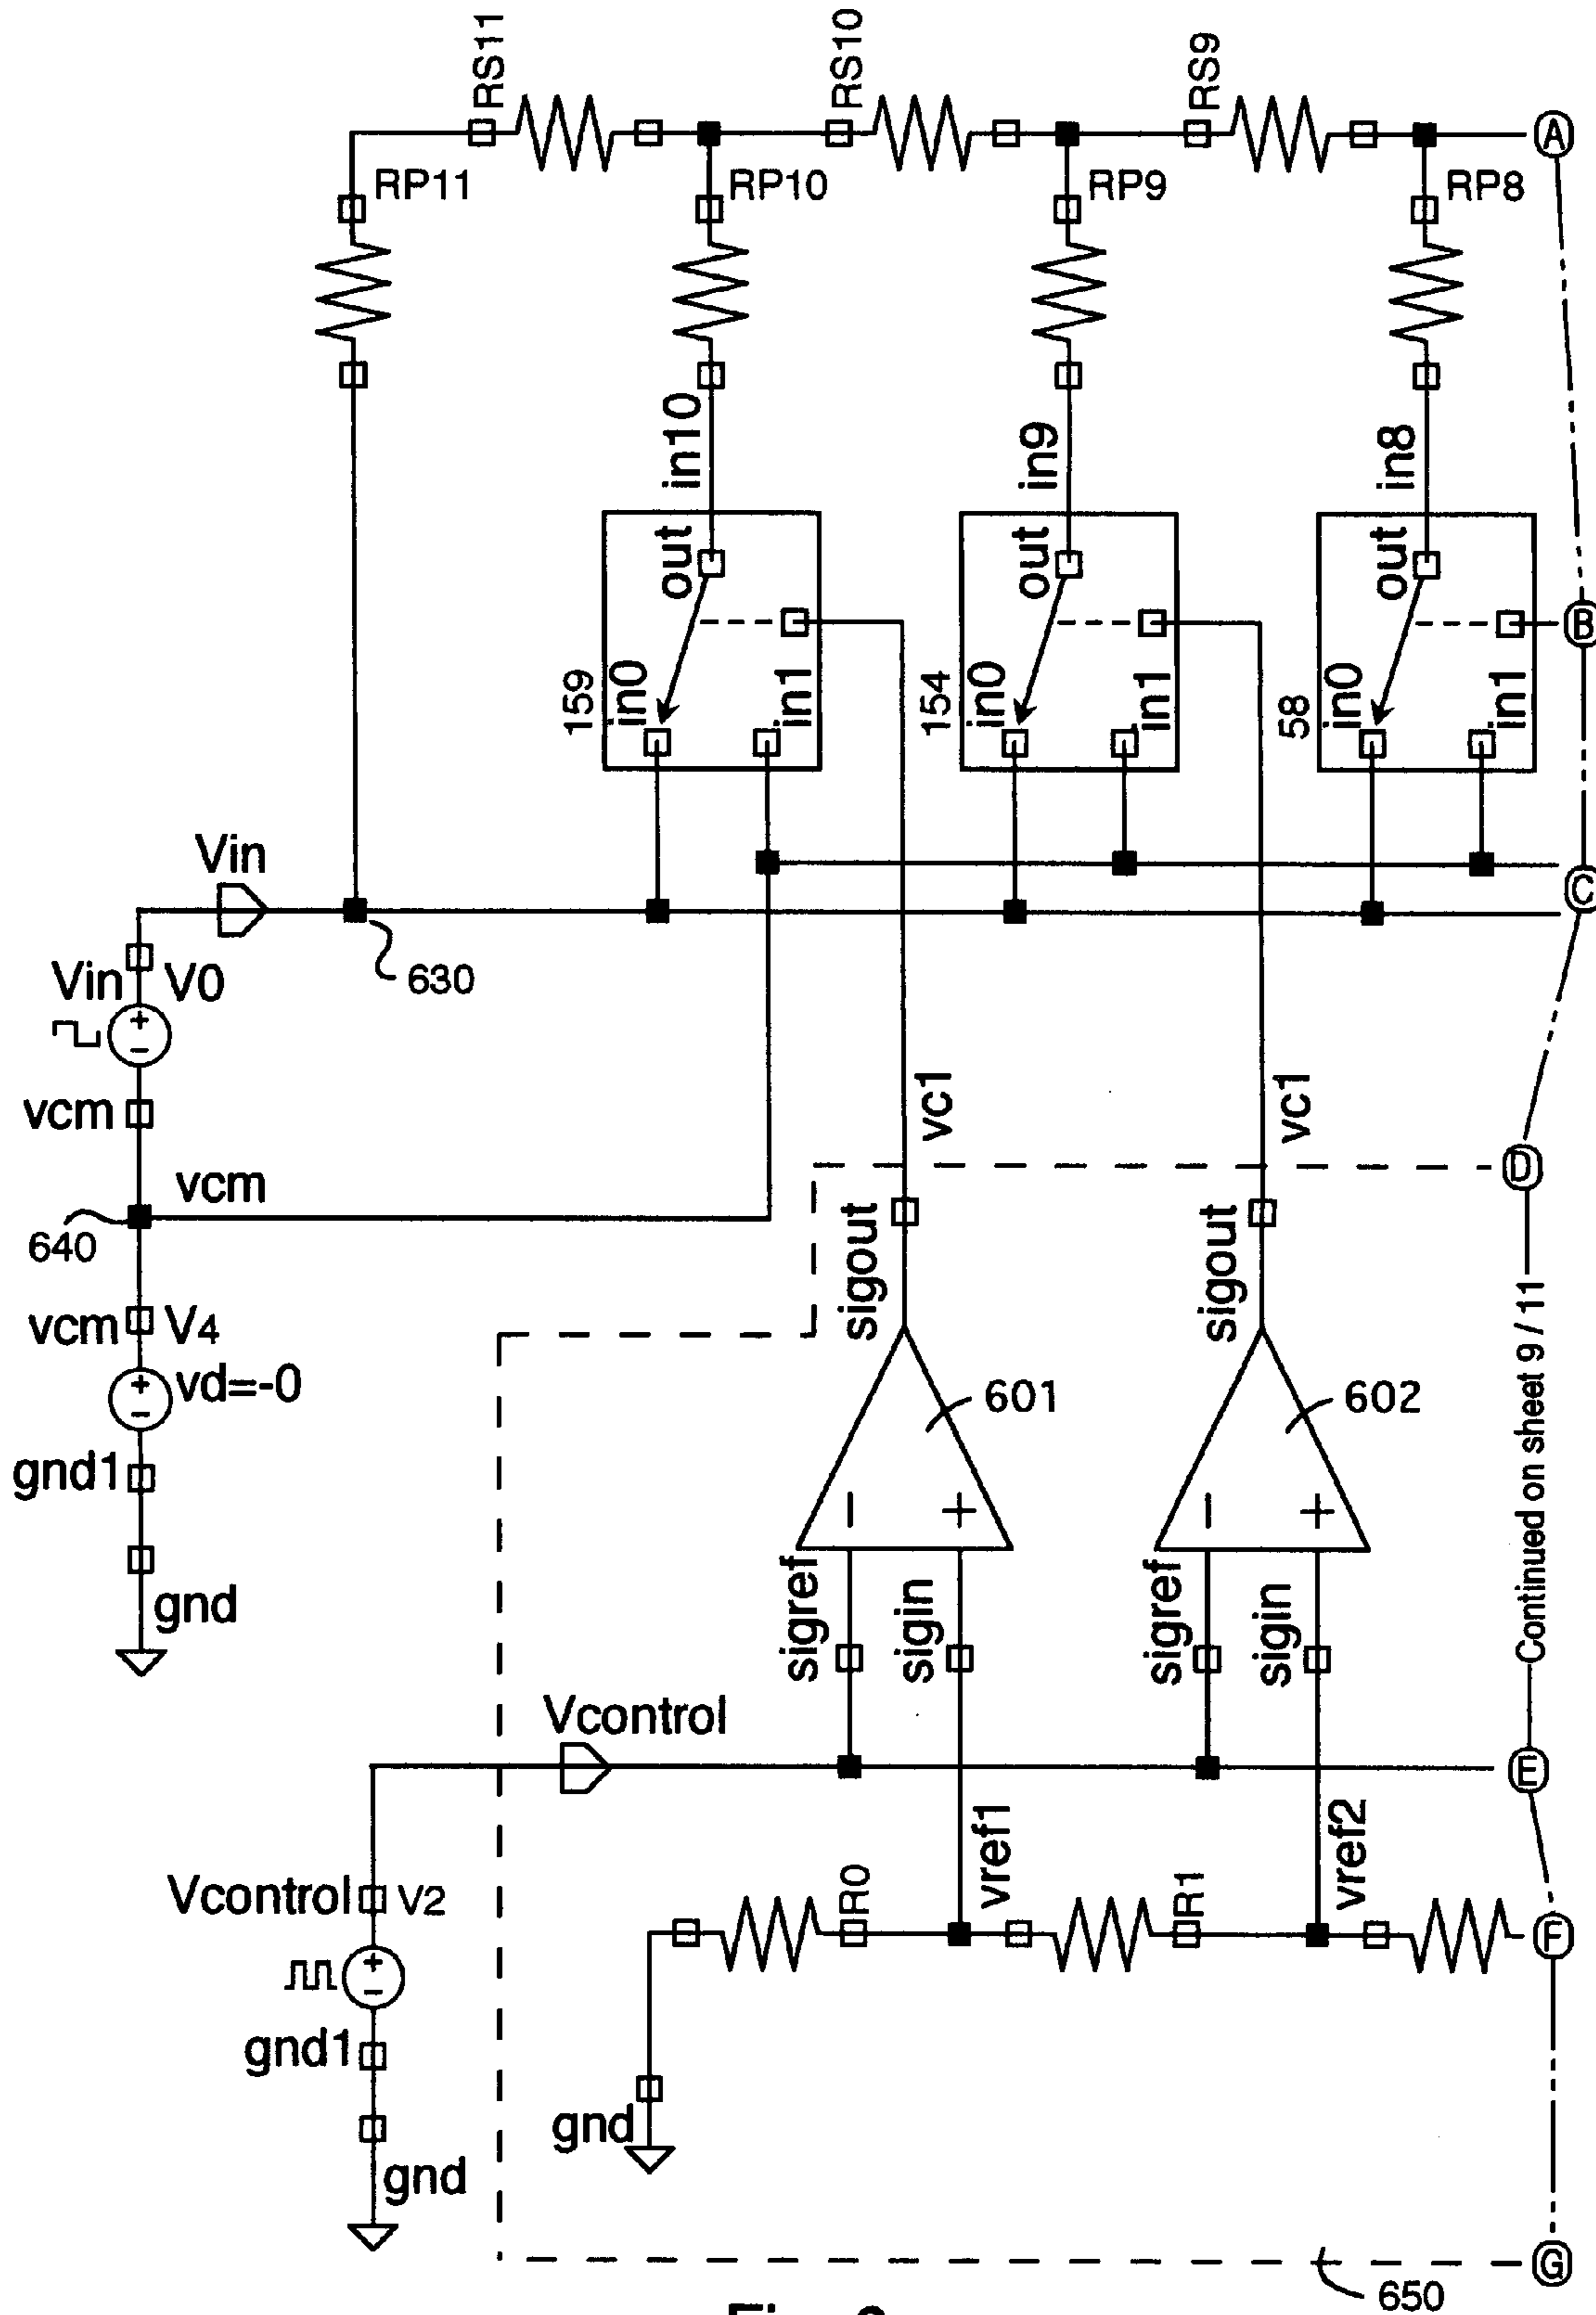 RS11
RS10
RS9
A
RP11
RP10
RP9
RP8
in10
in9
in8
out
out
out
B
159
in0
in1
154
in0
in1
58
in0
in1
Vin
C
630
Vin
V0
+
−
vcm
vc1
vc1
D
vcm
640
sigout
sigout
vcm
V4
+
−
vd=-0
601
602
Continued on sheet 9 / 11
gnd1
−
+
−
+
gnd
sigref
sigin
sigref
sigin
Vcontrol
E
vref1
vref2
Vcontrol
V2
R0
R1
F
+
−
gnd1
gnd
gnd
G
650